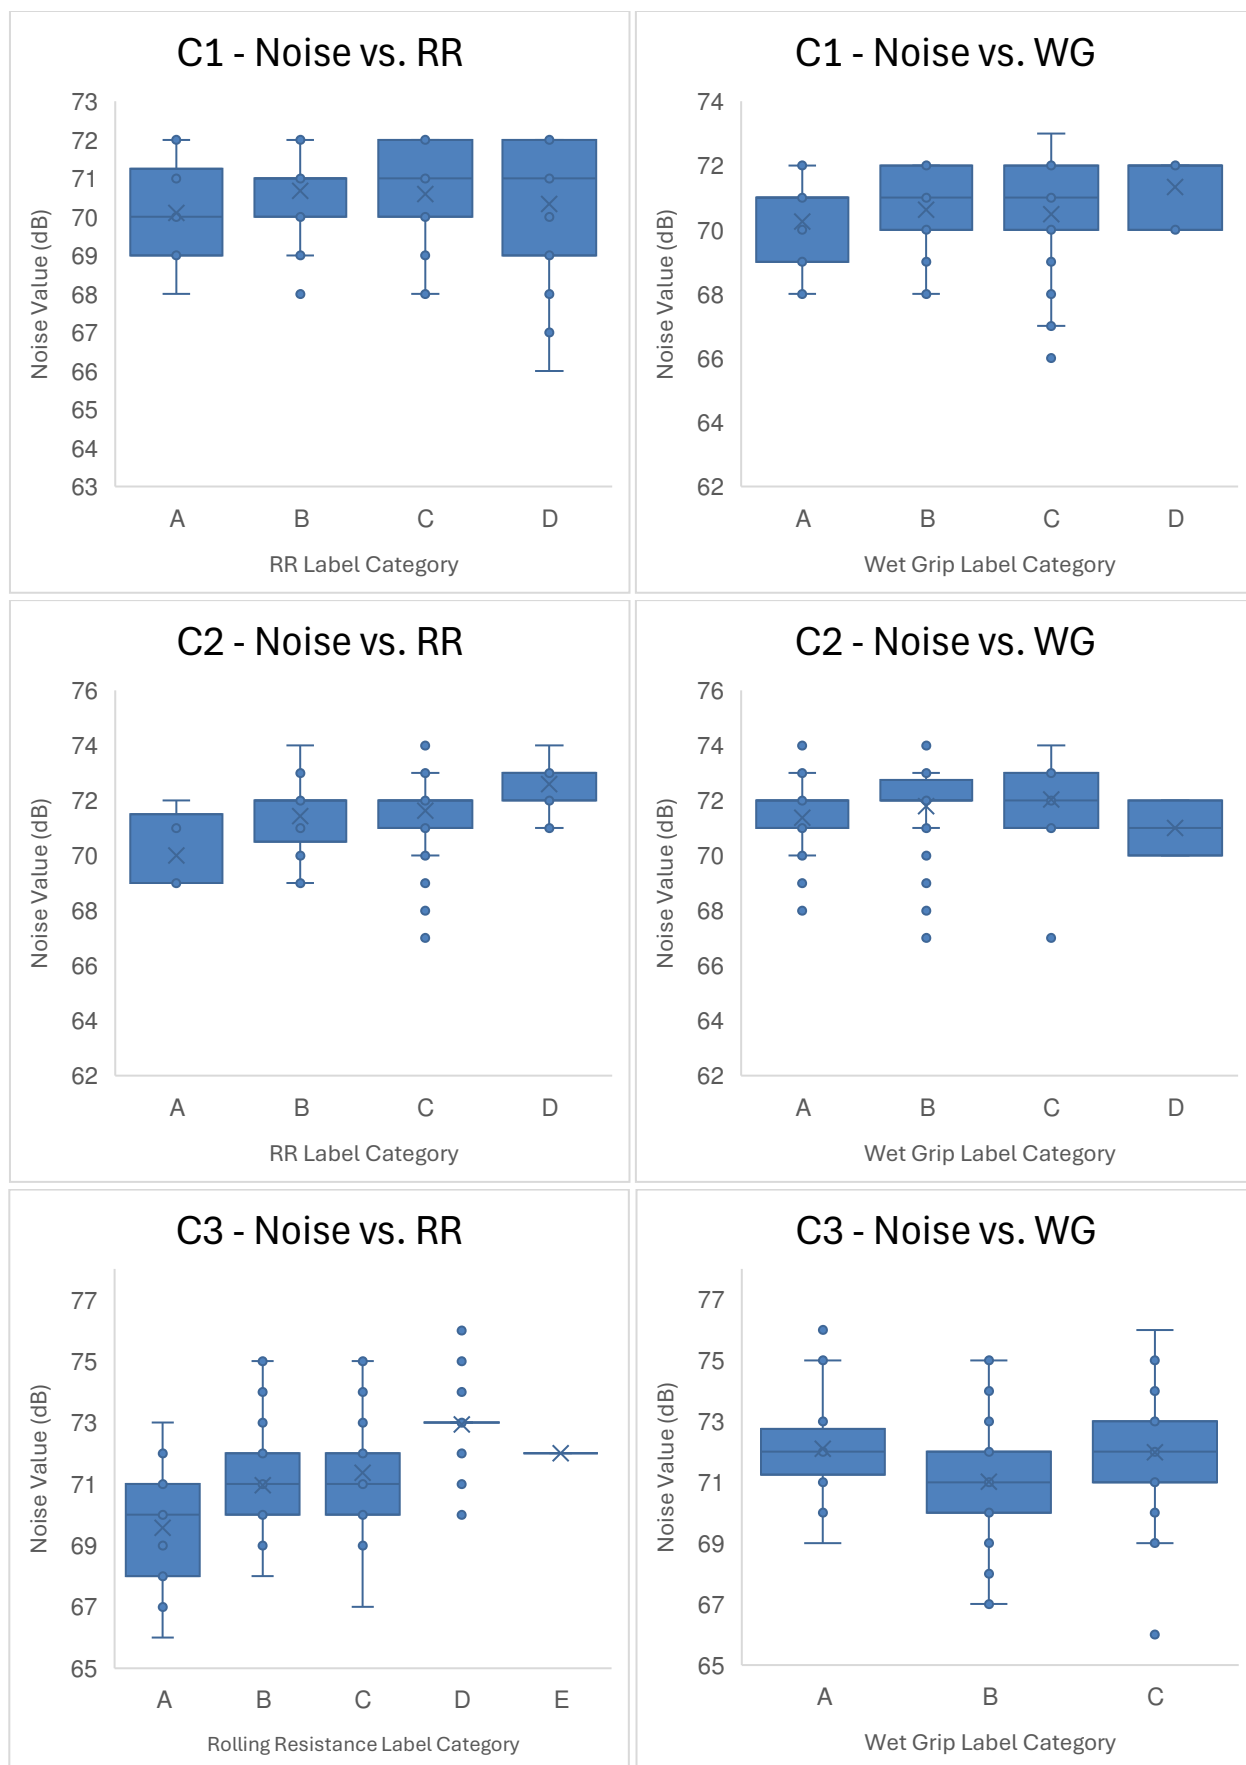 C1 - Noise vs. RR
73
72
71
70
69
68
67
66
65
64
63
Noise Value (dB)
A B C D
RR Label Category
C1 - Noise vs. WG
74
72
70
68
66
64
62
Noise Value (dB)
A B C D
Wet Grip Label Category
C2 - Noise vs. RR
76
74
72
70
68
66
64
62
Noise Value (dB)
A B C D
RR Label Category
C2 - Noise vs. WG
76
74
72
70
68
66
64
62
Noise Value (dB)
A B C D
Wet Grip Label Category
C3 - Noise vs. RR
77
75
73
71
69
67
65
Noise Value (dB)
A B C D E
Rolling Resistance Label Category
C3 - Noise vs. WG
77
75
73
71
69
67
65
Noise Value (dB)
A B C
Wet Grip Label Category